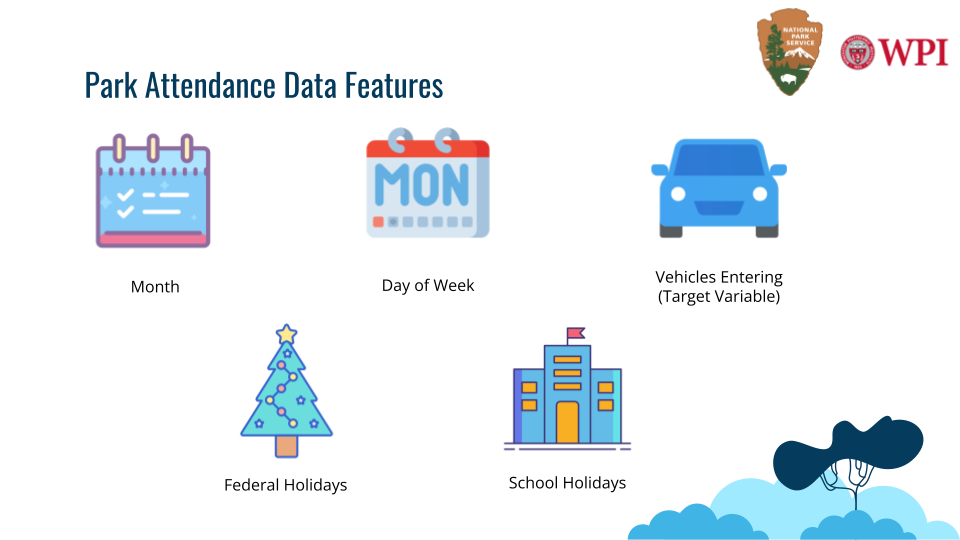 NATIONAL
PARK
SERVICE
WPI
Park Attendance Data Features
MON
Month
Day of Week
Vehicles Entering
(Target Variable)
Federal Holidays
School Holidays